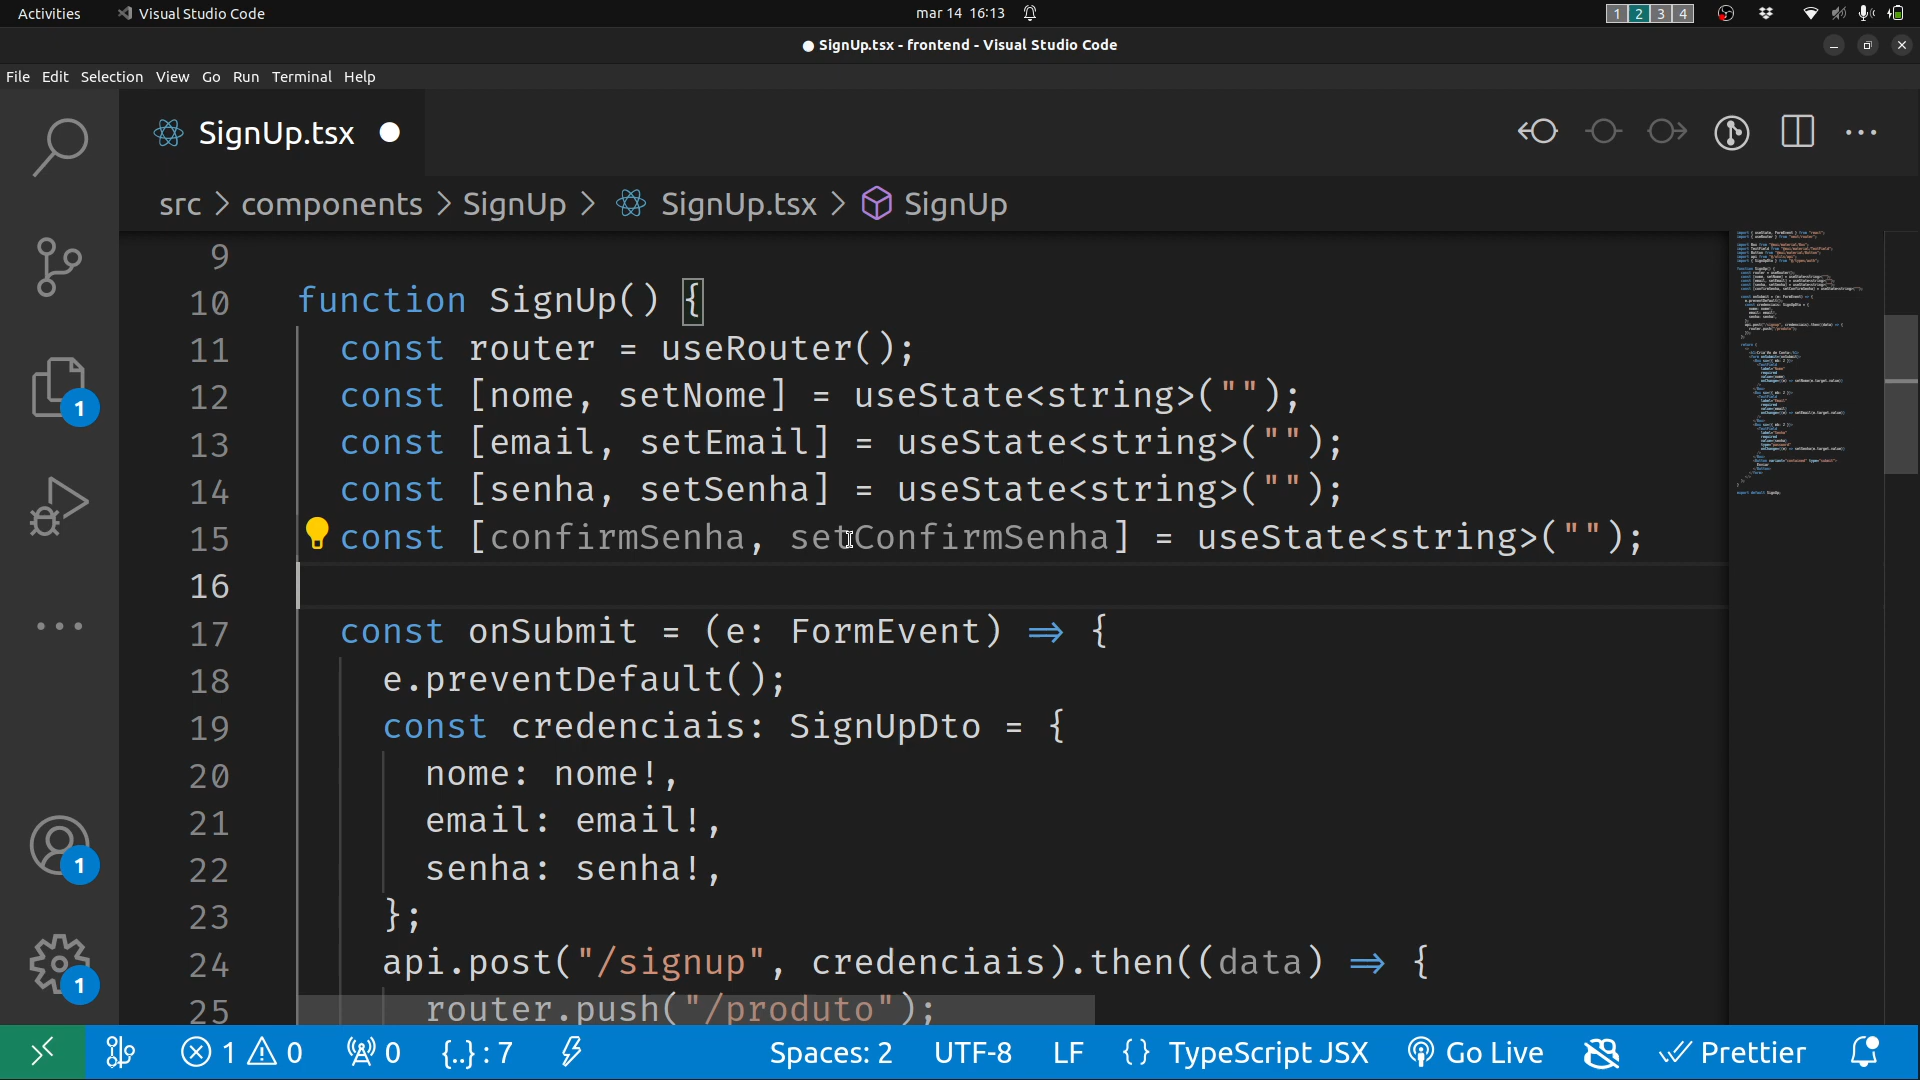 Activities Visual Studio Code mar 14 16:13 1 2 3 4
● SignUp.tsx - frontend - Visual Studio Code
File Edit Selection View Go Run Terminal Help
SignUp.tsx
src > components > SignUp > SignUp.tsx > SignUp
9
10 function SignUp() {
11 const router = useRouter();
12 const [nome, setNome] = useState<string>("");
13 const [email, setEmail] = useState<string>("");
14 const [senha, setSenha] = useState<string>("");
15 const [confirmSenha, setConfirmSenha] = useState<string>("");
16
17 const onSubmit = (e: FormEvent) => {
18 e.preventDefault();
19 const credenciais: SignUpDto = {
20 nome: nome!,
21 email: email!,
22 senha: senha!,
23 };
24 api.post("/signup", credenciais).then((data) => {
25 router.push("/produto");
1
1
1
1 0 0 {..} : 7 Spaces: 2 UTF-8 LF {} TypeScript JSX Go Live Prettier